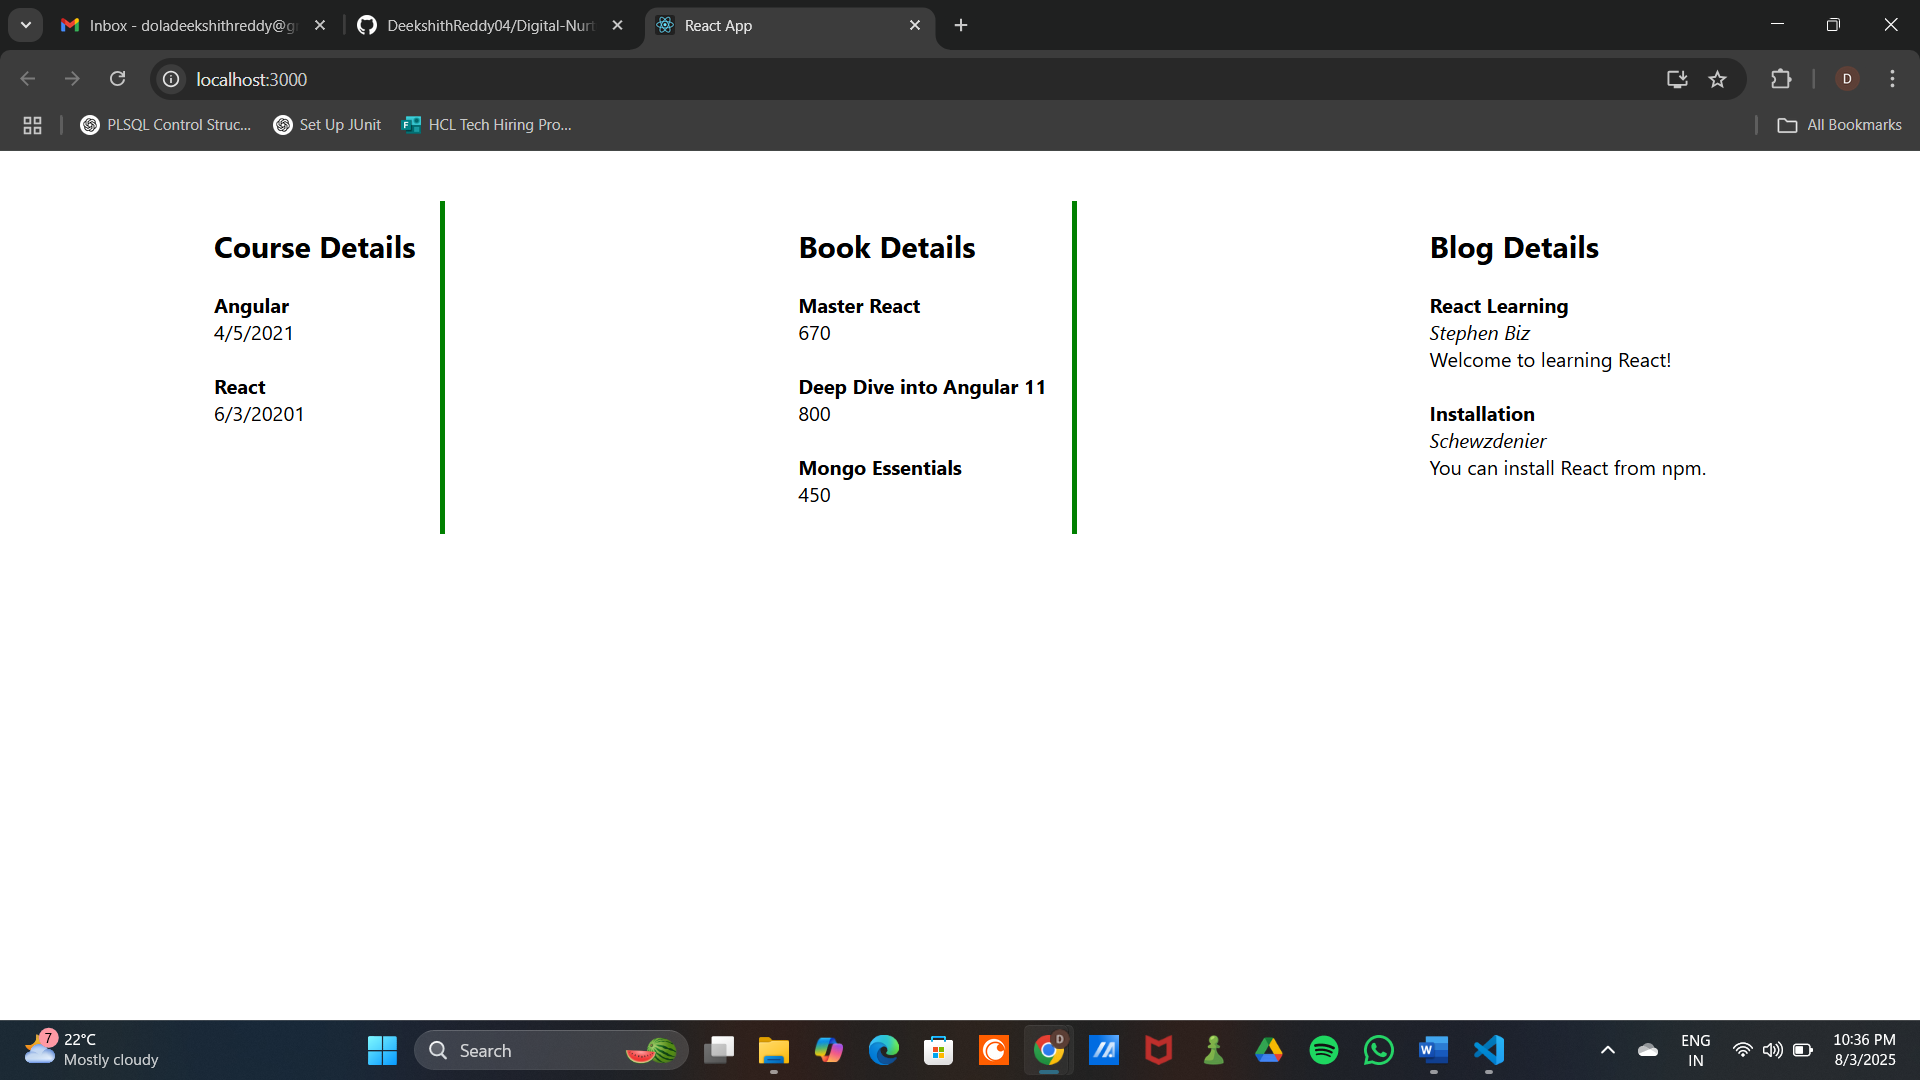 Inbox - doladeekshithreddy@g
DeekshithReddy04/Digital-Nurt
React App
localhost:3000
D
PLSQL Control Struc...
Set Up JUnit
HCL Tech Hiring Pro...
All Bookmarks
Course Details
Angular
4/5/2021
React
6/3/20201
Book Details
Master React
670
Deep Dive into Angular 11
800
Mongo Essentials
450
Blog Details
React Learning
Stephen Biz
Welcome to learning React!
Installation
Schewzdenier
You can install React from npm.
7
22°C
Mostly cloudy
Search
D
W
ENG
IN
10:36 PM
8/3/2025